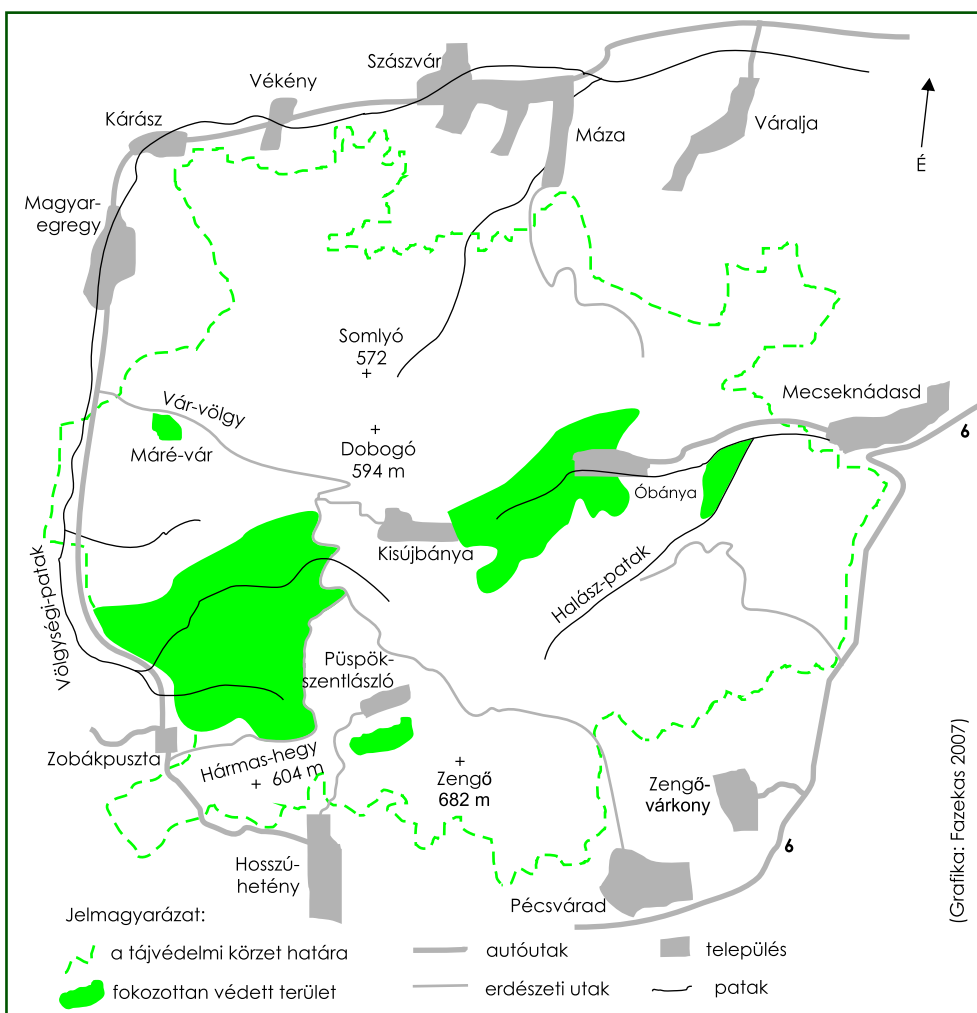 Szászvár
Vékény
Kárász
Máza
Váralja
É
Magyar-
egregy
Somlyó
572
Mecseknádasd
6
Vár-völgy
Máré-vár
Dobogó
594 m
Óbánya
Kisújbánya
Völgységi-patak
Halász-patak
Püspök-
szentlászló
Zobákpuszta
Hármas-hegy
604 m
Zengő
682 m
Zengő-
várkony
6
Hosszú-
hetény
Pécsvárad
(Grafika: Fazekas 2007)
Jelmagyarázat:
a tájvédelmi körzet határa
fokozottan védett terület
autóutak
erdészeti utak
település
patak